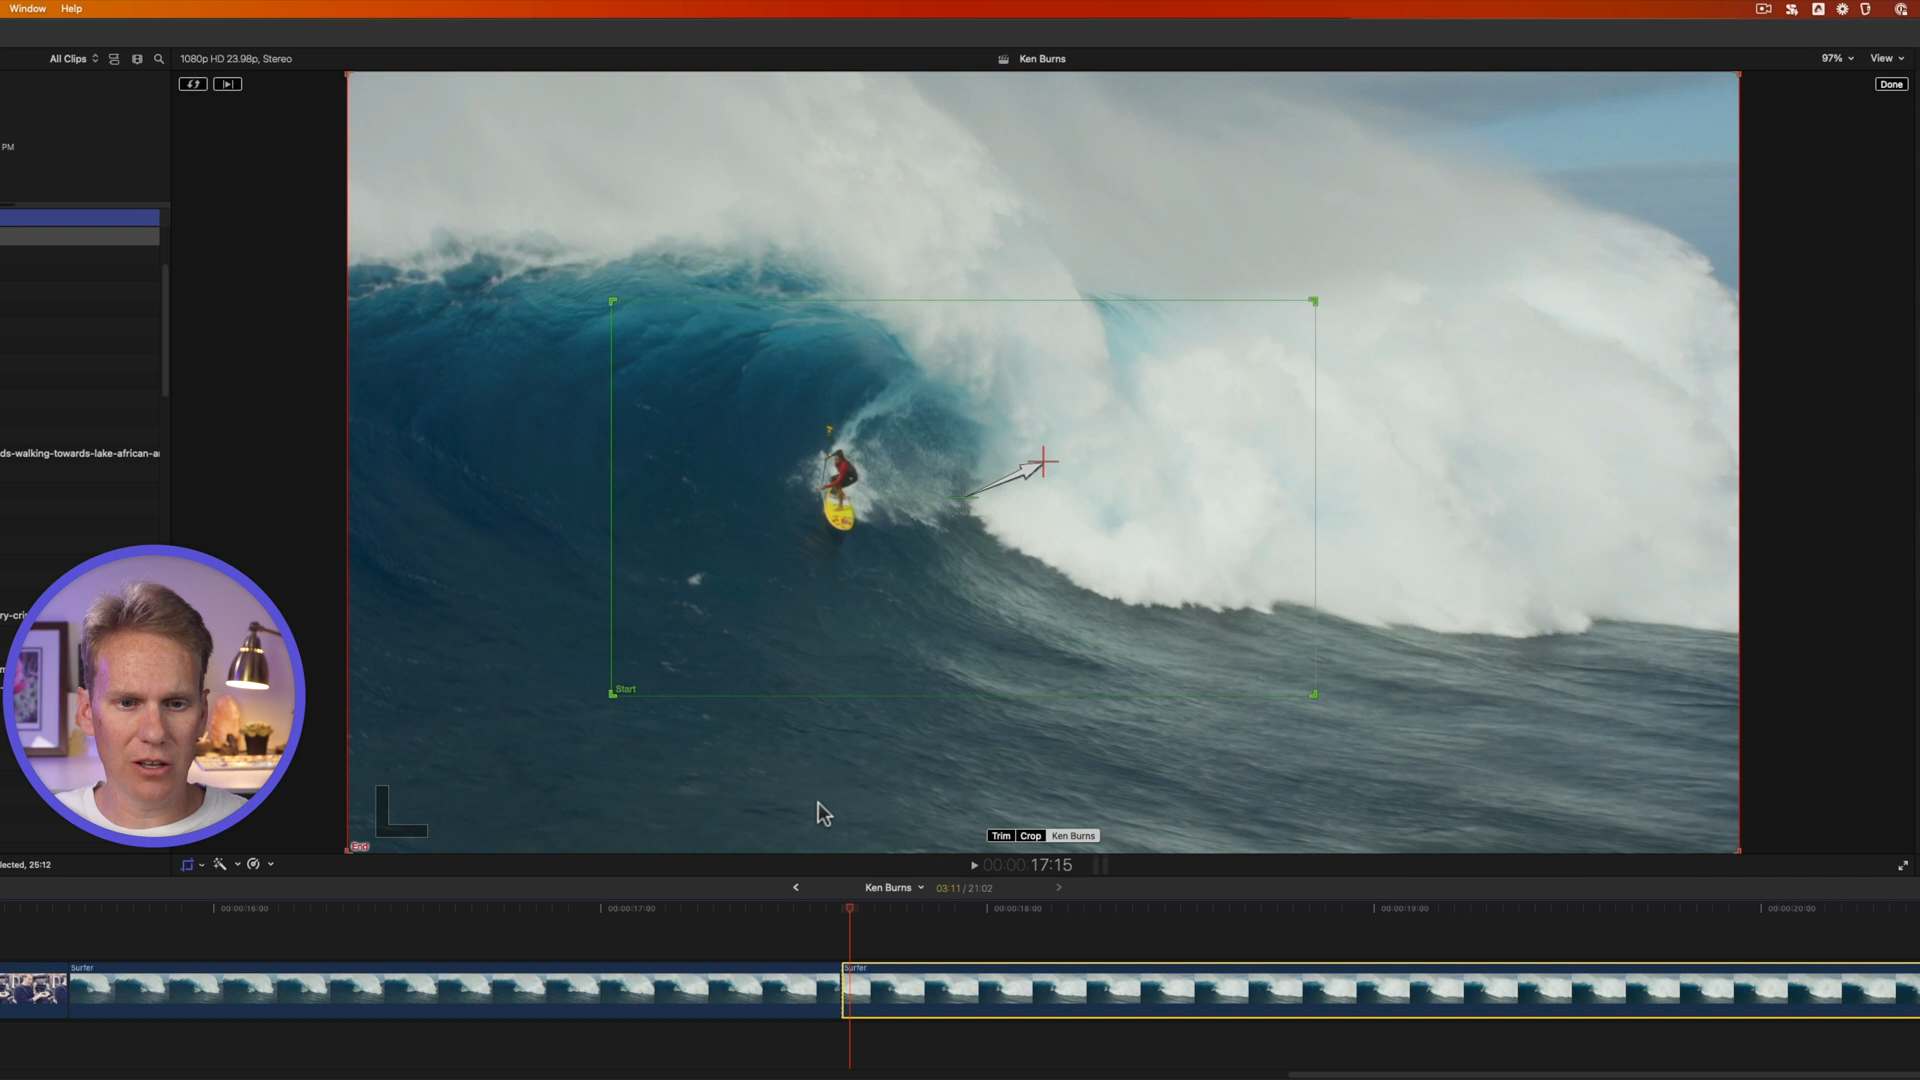 Window Help
All Clips
1080p HD 23.98p, Stereo
Ken Burns
97%
View
Done
PM
ds-walking-towards-lake-african-a
ry-cri
Start
End
Trim Crop Ken Burns
lected, 25:12
00:00:17:15
Ken Burns
03:11 / 21:02
00:00:16:00
00:00:17:00
00:00:18:00
00:00:19:00
00:00:20:00
Surfer
Surfer